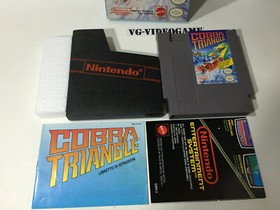 VG-VIDEOGAME
Nintendo
COBRA
TRIANGLE
COBRA
TRIANGLE
LIBRETTO DI ISTRUZIONI
Nintendo
ENTERTAINMENT
SYSTEM